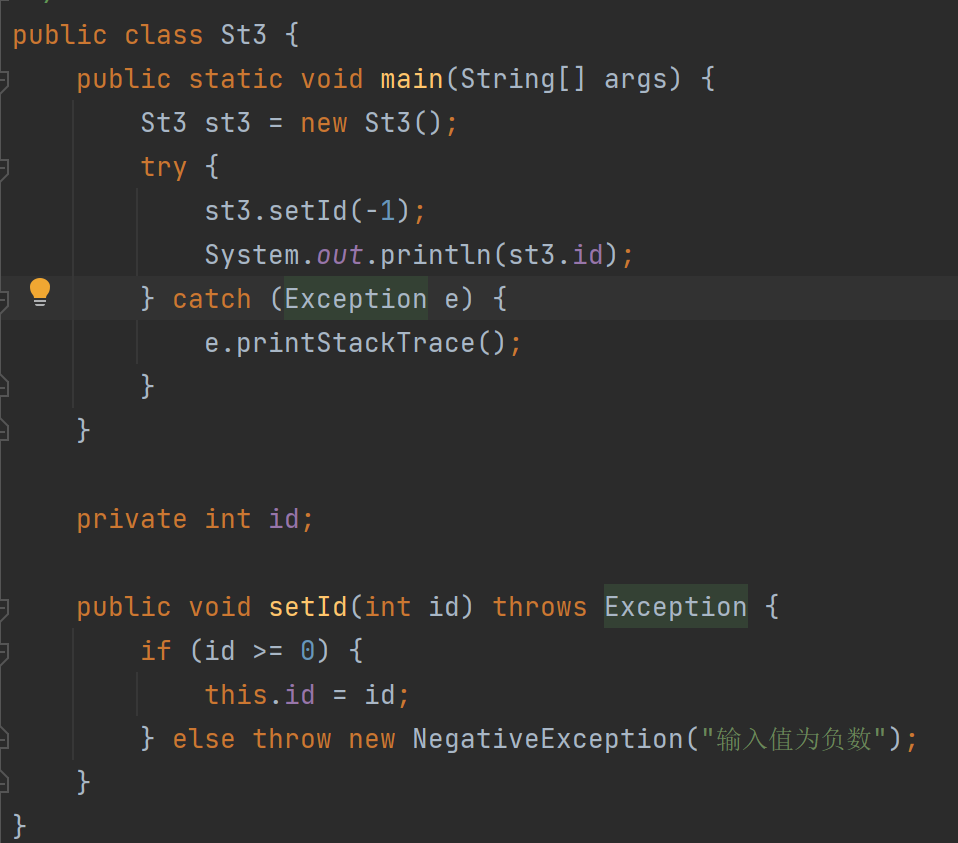 public class St3 {
    public static void main(String[] args) {
        St3 st3 = new St3();
        try {
            st3.setId(-1);
            System.out.println(st3.id);
        } catch (Exception e) {
            e.printStackTrace();
        }
    }

    private int id;

    public void setId(int id) throws Exception {
        if (id >= 0) {
            this.id = id;
        } else throw new NegativeException("输入值为负数");
    }
}